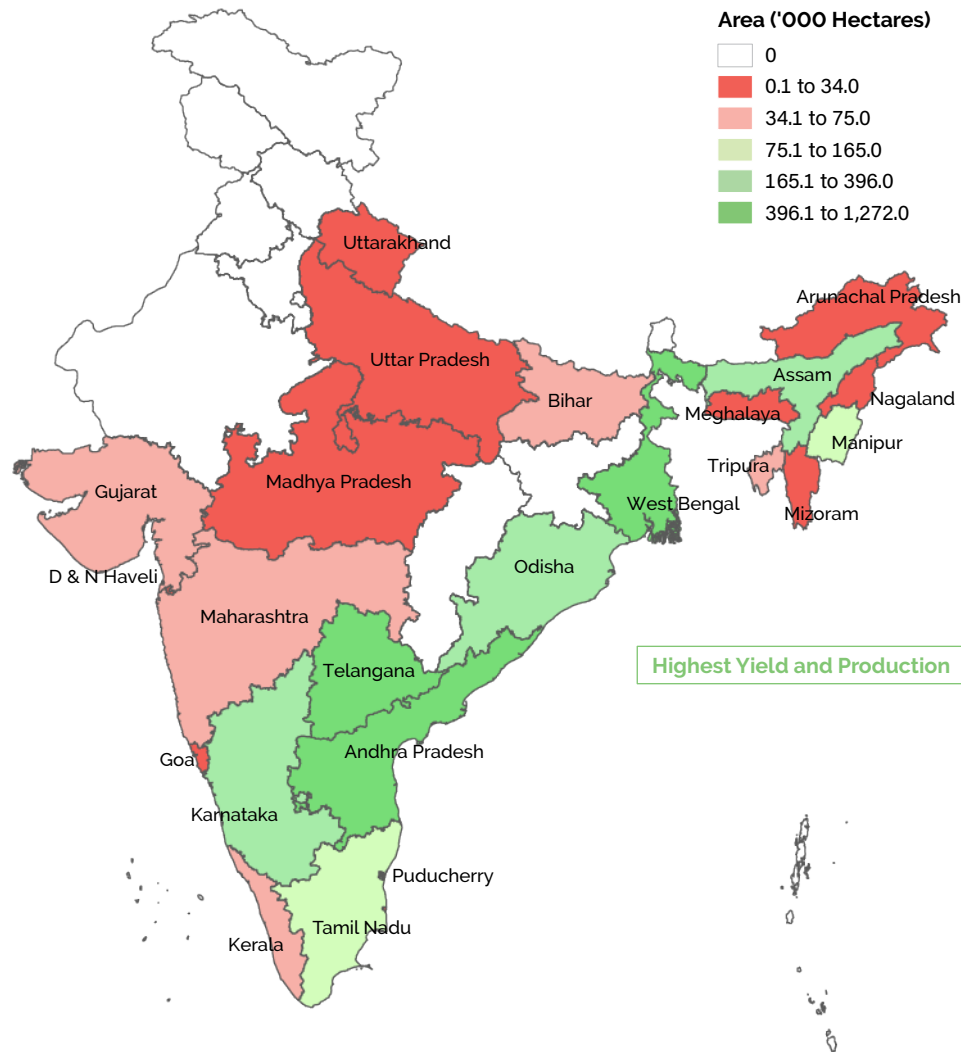 Area ('000 Hectares)
0
0.1 to 34.0
34.1 to 75.0
75.1 to 165.0
165.1 to 396.0
396.1 to 1,272.0
Uttarakhand
Arunachal Pradesh
Uttar Pradesh
Assam
Bihar
Nagaland
Meghalaya
Manipur
Tripura
Gujarat
Madhya Pradesh
West Bengal
Mizoram
Odisha
D & N Haveli
Maharashtra
Telangana
Highest Yield and Production
Andhra Pradesh
Goa
Karnataka
Puducherry
Tamil Nadu
Kerala